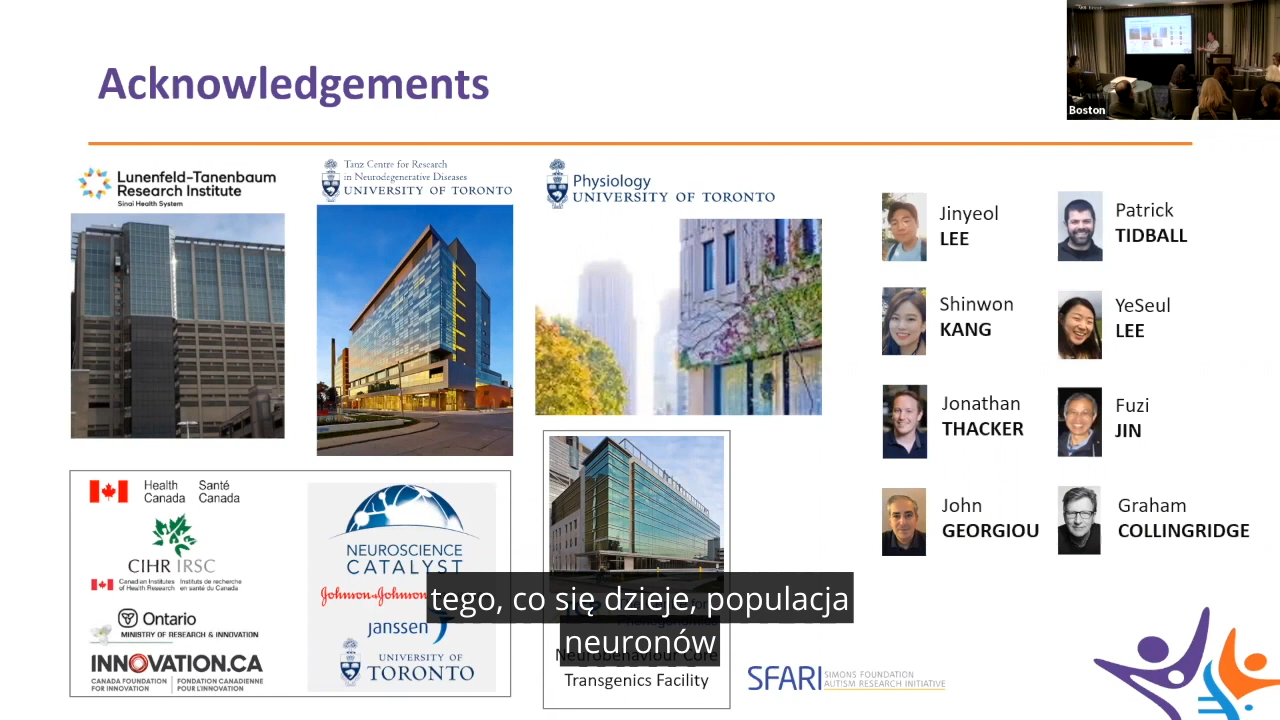 Acknowledgements
Boston
Lunenfeld-Tanenbaum
Research Institute
Sinai Health System
Tanz Centre for Research
in Neurodegenerative Diseases
UNIVERSITY OF TORONTO
Physiology
UNIVERSITY OF TORONTO
Jinyeol
LEE
Patrick
TIDBALL
Shinwon
KANG
YeSeul
LEE
Jonathan
THACKER
Fuzi
JIN
John
GEORGIOU
Graham
COLLINGRIDGE
Health
Canada
Santé
Canada
CIHR IRSC
Canadian Institutes
of Health Research
Instituts de recherche
en santé du Canada
Ontario
MINISTRY OF RESEARCH & INNOVATION
INNOVATION.CA
CANADA FOUNDATION
FOR INNOVATION
FONDATION CANADIENNE
POUR L'INNOVATION
NEUROSCIENCE
CATALYST
Johnson & Johnson
janssen
UNIVERSITY OF
TORONTO
tego, co się dzieje, populacja
neuronów
Neurobehaviour Core
Transgenics Facility
SFARI
SIMONS FOUNDATION
AUTISM RESEARCH INITIATIVE